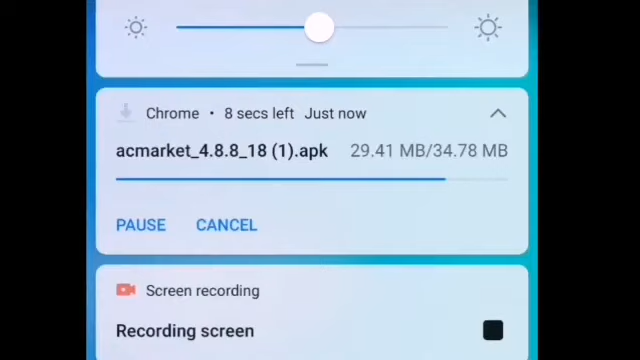 Chrome • 8 secs left Just now
acmarket_4.8.8_18 (1).apk 29.41 MB/34.78 MB
PAUSE CANCEL
Screen recording
Recording screen